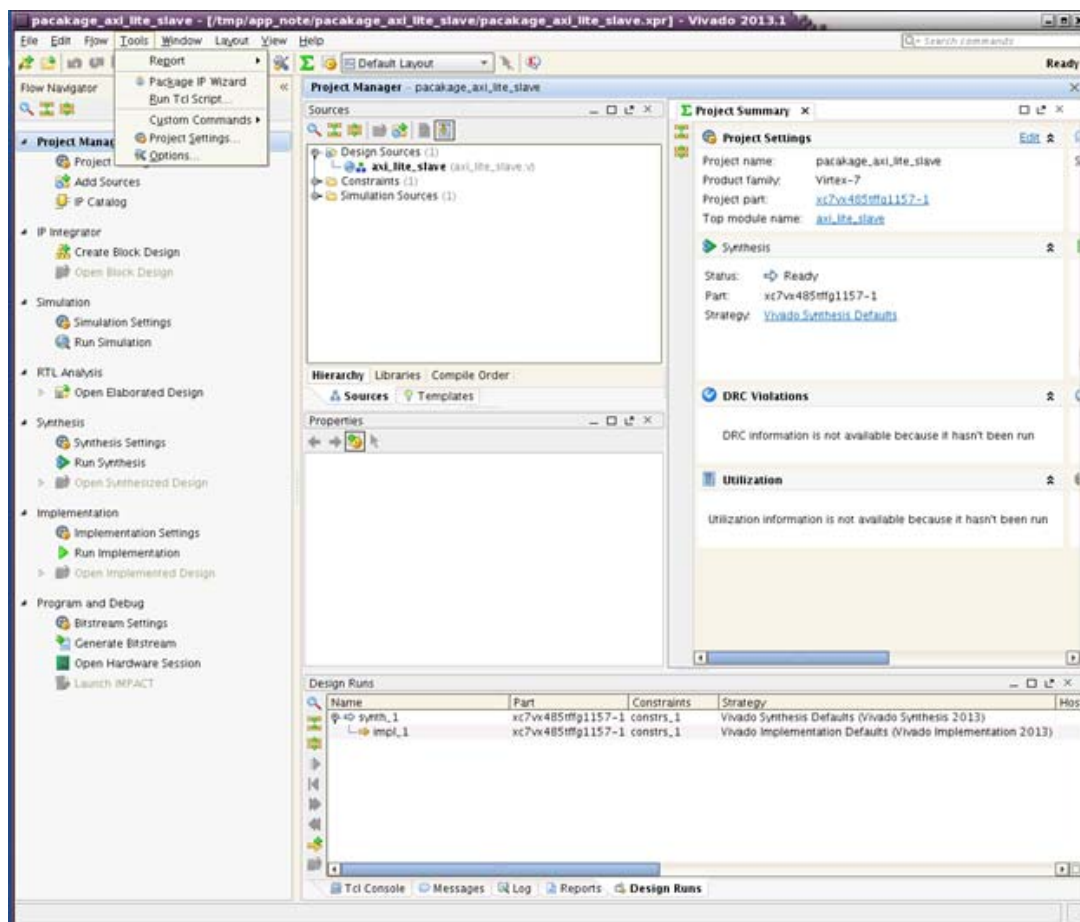 pacakage_axi_lite_slave - [/tmp/app_note/pacakage_axi_lite_slave/pacakage_axi_lite_slave.xpr] - Vivado 2013.1
File Edit Flow Tools Window Layout View Help
Search commands
Default Layout
Ready
Report
Package IP Wizard
Run Tcl Script...
Custom Commands
Project Settings...
Options...
Flow Navigator
Project Manag
Project
Add Sources
IP Catalog
IP Integrator
Create Block Design
Open Block Design
Simulation
Simulation Settings
Run Simulation
RTL Analysis
Open Elaborated Design
Synthesis
Synthesis Settings
Run Synthesis
Open Synthesized Design
Implementation
Implementation Settings
Run Implementation
Open Implemented Design
Program and Debug
Bitstream Settings
Generate Bitstream
Open Hardware Session
Launch iMPACT
Project Manager - pacakage_axi_lite_slave
Sources
Design Sources (1)
axi_lite_slave (axi_lite_slave.v)
Constraints (1)
Simulation Sources (1)
Hierarchy Libraries Compile Order
Sources Templates
Properties
Project Summary
Project Settings Edit
Project name: pacakage_axi_lite_slave
Product family: Virtex-7
Project part: xc7vx485tffg1157-1
Top module name: axi_lite_slave
Synthesis
Status: Ready
Part: xc7vx485tffg1157-1
Strategy: Vivado Synthesis Defaults
DRC Violations
DRC information is not available because it hasn't been run
Utilization
Utilization information is not available because it hasn't been run
Design Runs
Name Part Constraints Strategy Hos
synth_1 xc7vx485tffg1157-1 constrs_1 Vivado Synthesis Defaults (Vivado Synthesis 2013)
impl_1 xc7vx485tffg1157-1 constrs_1 Vivado Implementation Defaults (Vivado Implementation 2013)
Tcl Console Messages Log Reports Design Runs